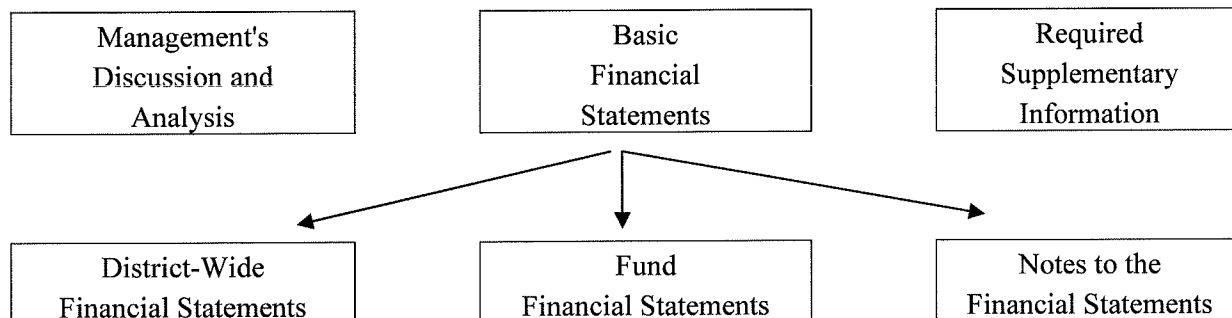 Management's
Discussion and
Analysis
Basic
Financial
Statements
Required
Supplementary
Information
District-Wide
Financial Statements
Fund
Financial Statements
Notes to the
Financial Statements